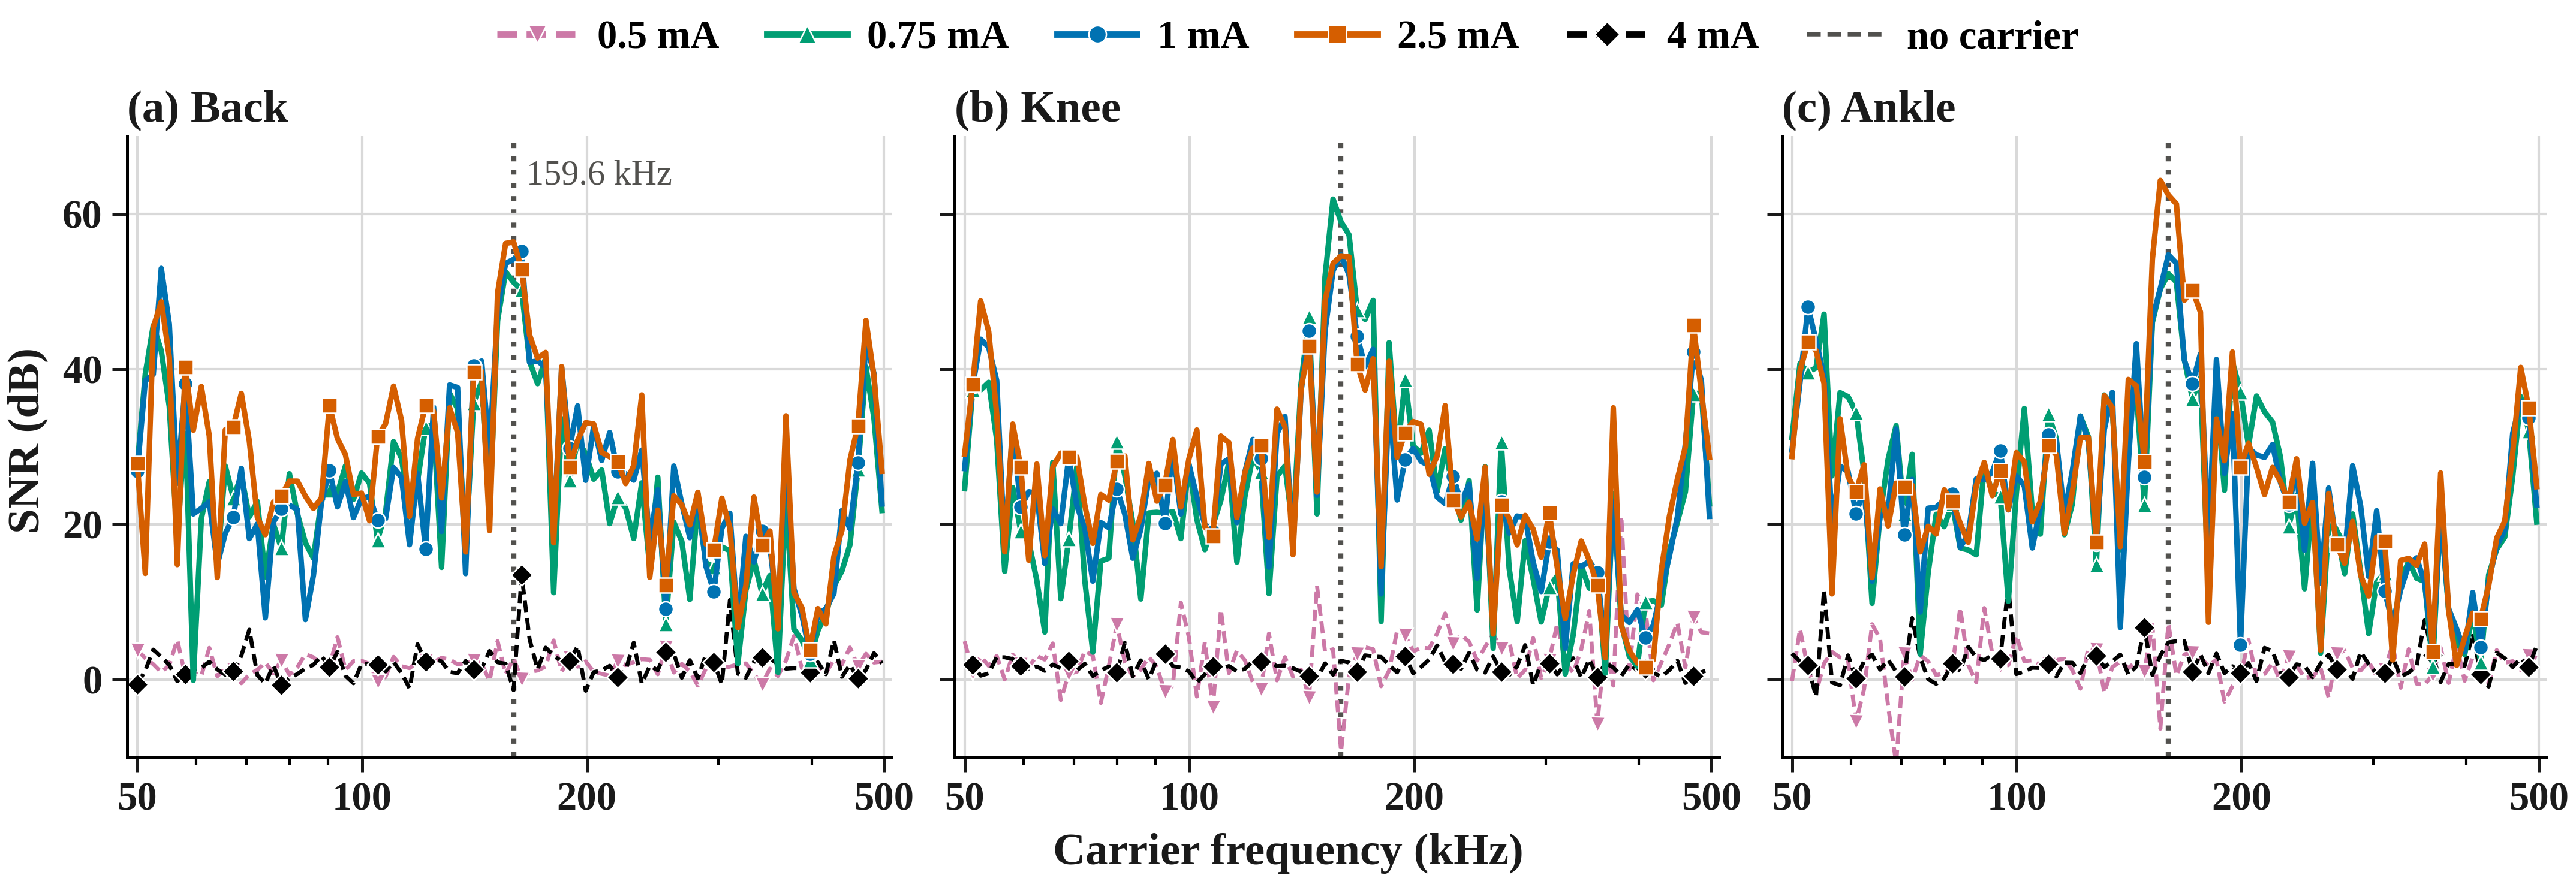 0.5 mA 0.75 mA 1 mA 2.5 mA 4 mA no carrier
(a) Back (b) Knee (c) Ankle
159.6 kHz
60
40
20
0
SNR (dB)
50 100 200 500 50 100 200 500 50 100 200 500
Carrier frequency (kHz)